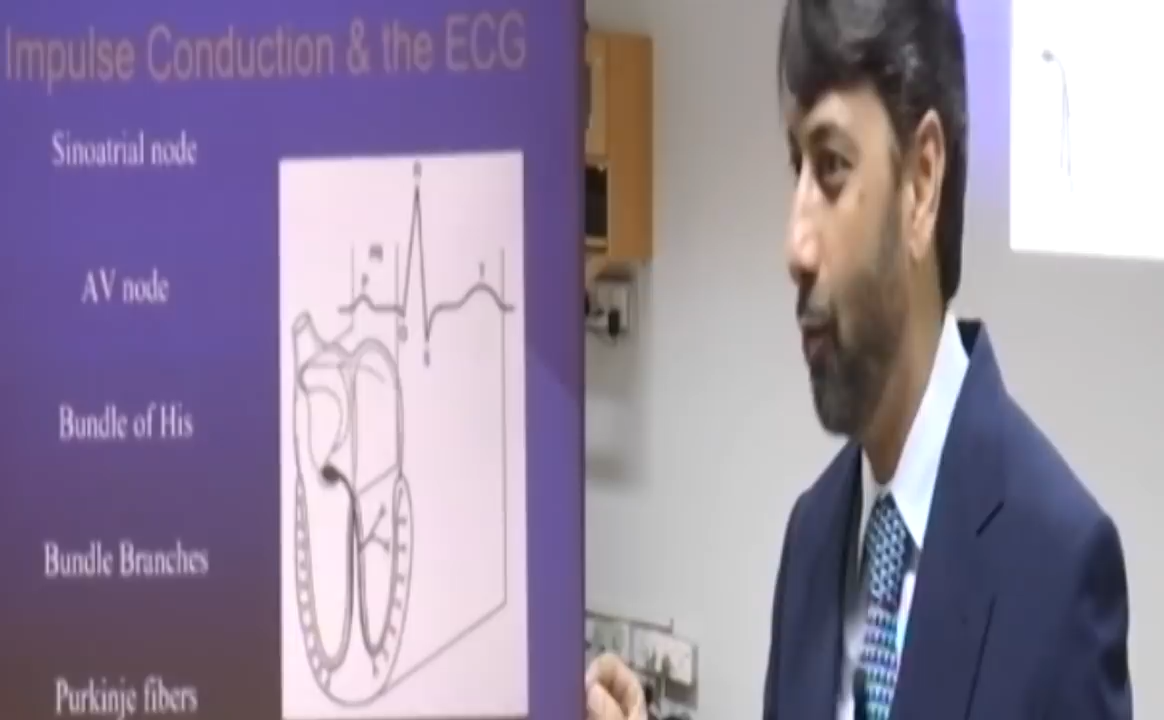 Impulse Conduction & the ECG
Sinoatrial node
AV node
Bundle of His
Bundle Branches
Purkinje fibers